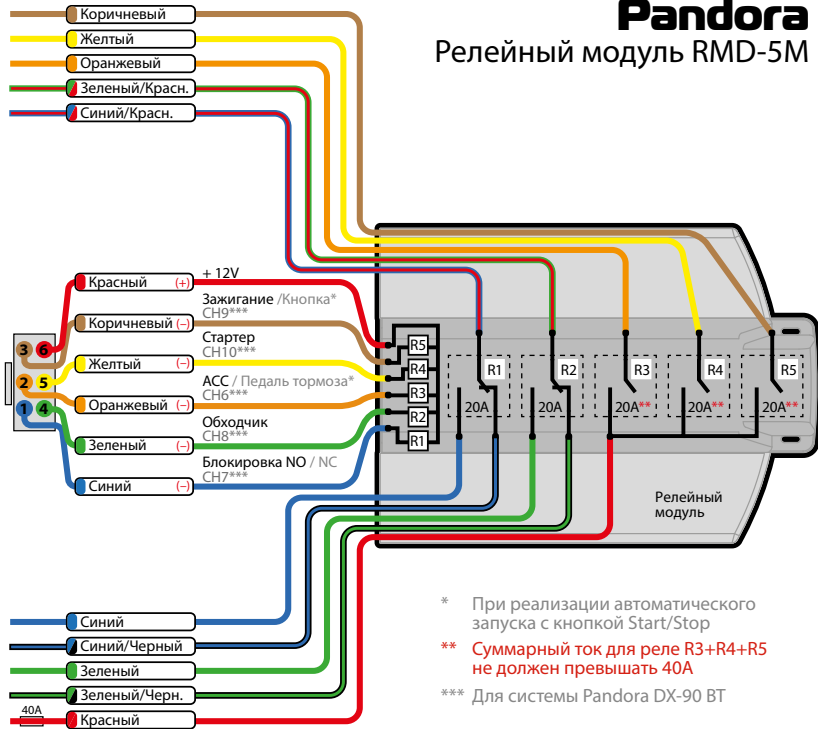 Pandora
Релейный модуль RMD-5M
Коричневый
Желтый
Оранжевый
Зеленый/Красн.
Синий/Красн.
Красный (+)
+ 12V
Коричневый (–)
Зажигание /Кнопка*
CH9***
Желтый (–)
Стартер
CH10***
Оранжевый (–)
ACC / Педаль тормоза*
CH6***
Зеленый (–)
Обходчик
CH8***
Синий (–)
Блокировка NO / NC
CH7***
3 6
2 5
1 4
R5
R4
R3
R2
R1
R1
R2
R3
R4
R5
20A
20A
20A**
20A**
20A**
Релейный
модуль
Синий
Синий/Черный
Зеленый
Зеленый/Черн.
40A
Красный
* При реализации автоматического
запуска с кнопкой Start/Stop
** Суммарный ток для реле R3+R4+R5
не должен превышать 40A
*** Для системы Pandora DX-90 BT